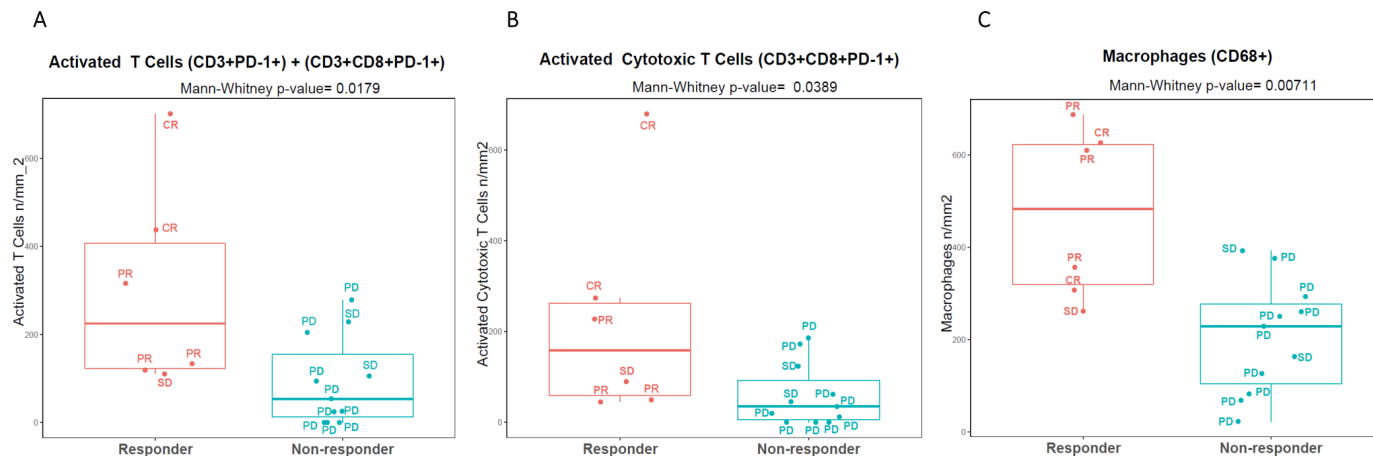 A
Activated T Cells (CD3+PD-1+) + (CD3+CD8+PD-1+)
Mann-Whitney p-value= 0.0179
Activated T Cells n/mm_2
600
400
200
0
CR
CR
PR
PR
PR
SD
PD
SD
PD
SD
PD
PD
PD
PD
PD
PD
PD
Responder
Non-responder
B
Activated Cytotoxic T Cells (CD3+CD8+PD-1+)
Mann-Whitney p-value= 0.0389
Activated Cytotoxic T Cells n/mm2
600
400
200
0
CR
CR
PR
SD
PR
PR
PD
PD
SD
SD
PD
PD
PD
PD
PD
PD
PD
Responder
Non-responder
C
Macrophages (CD68+)
Mann-Whitney p-value= 0.00711
Macrophages n/mm2
600
400
200
0
PR
CR
PR
PR
CR
SD
SD
PD
PD
PD
PD
PD
SD
PD
PD
PD
PD
Responder
Non-responder